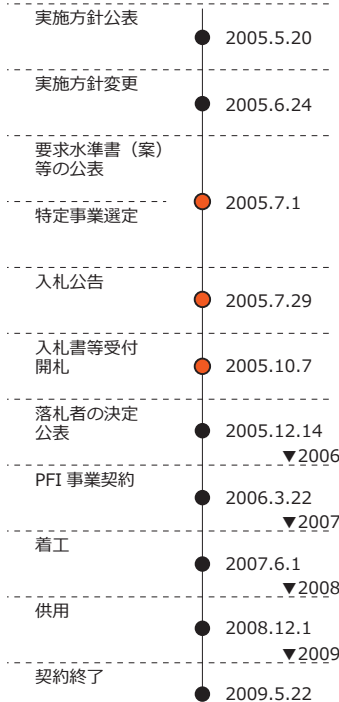 実施方針公表
2005.5.20
実施方針変更
2005.6.24
要求水準書（案）
等の公表
2005.7.1
特定事業選定
入札公告
2005.7.29
入札書等受付
開札
2005.10.7
落札者の決定
公表
2005.12.14
▼2006
PFI 事業契約
2006.3.22
▼2007
着工
2007.6.1
▼2008
供用
2008.12.1
▼2009
契約終了
2009.5.22